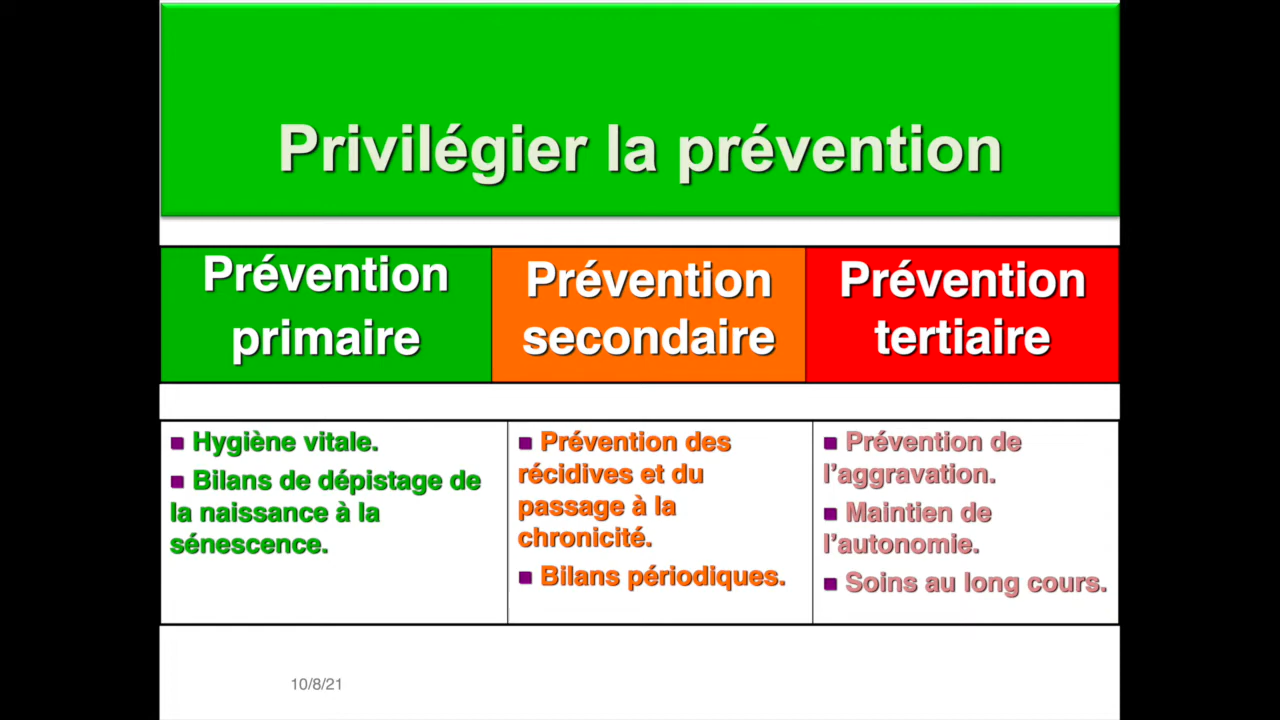 Privilégier la prévention
Prévention
primaire
Prévention
secondaire
Prévention
tertiaire
Hygiène vitale.
Bilans de dépistage de
la naissance à la
sénescence.
Prévention des
récidives et du
passage à la
chronicité.
Bilans périodiques.
Prévention de
l’aggravation.
Maintien de
l’autonomie.
Soins au long cours.
10/8/21